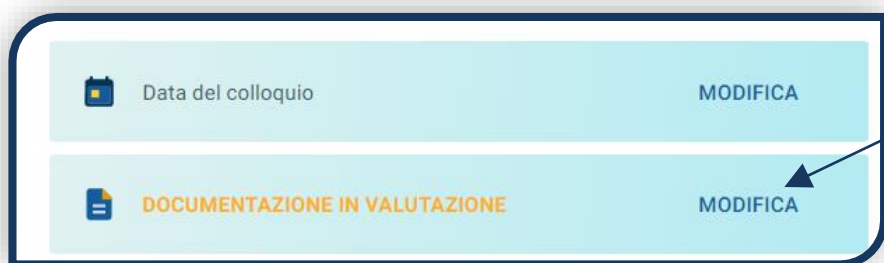 Data del colloquio MODIFICA
DOCUMENTAZIONE IN VALUTAZIONE MODIFICA